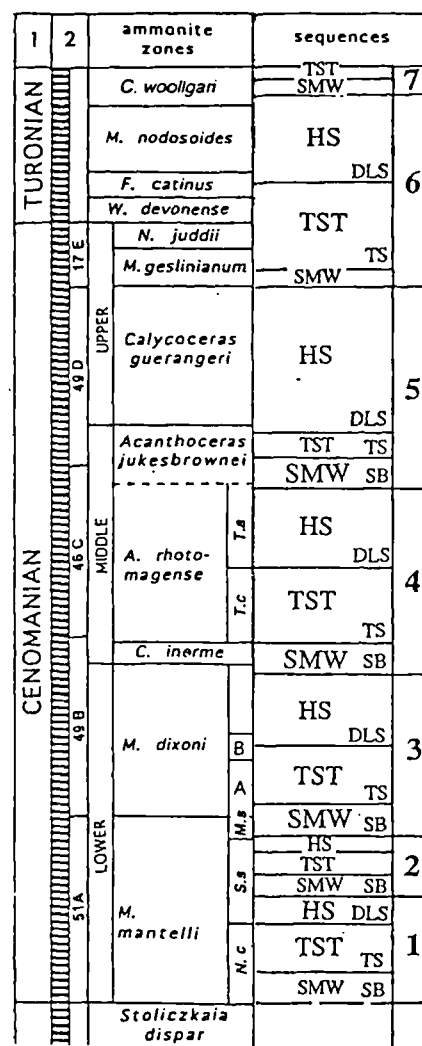 1 2 ammonite zones sequences
TURONIAN
CENOMANIAN
17 E
49 D
46 C
49 B
51 A
UPPER
MIDDLE
LOWER
C. woollgari
M. nodosoides
F. catinus
W. devonense
N. juddii
M. geslinianum
Calycoceras
guerangeri
Acanthoceras
jukesbrownei
A. rhoto-
magense
T.a
T.c
C. inerme
M. dixoni
B
A
M.s
S.s
M.
mantelli
N.c
Stoliczkaia
dispar
TST
SMW
7
HS
DLS
6
TST
TS
SMW
HS
5
DLS
TST TS
SMW SB
HS
DLS
4
TST
TS
SMW SB
HS
DLS
3
TST
TS
SMW SB
HS
TST
2
SMW SB
HS DLS
TST
1
TS
SMW SB